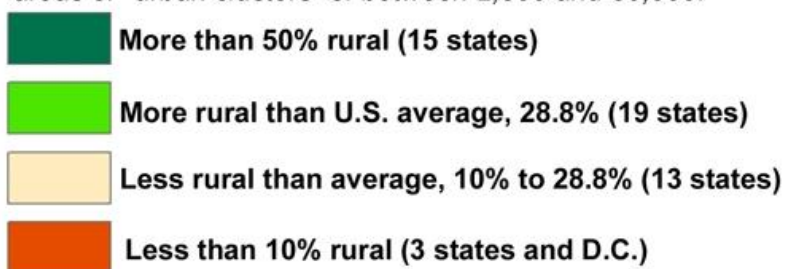 More than 50% rural (15 states)
More rural than U.S. average, 28.8% (19 states)
Less rural than average, 10% to 28.8% (13 states)
Less than 10% rural (3 states and D.C.)